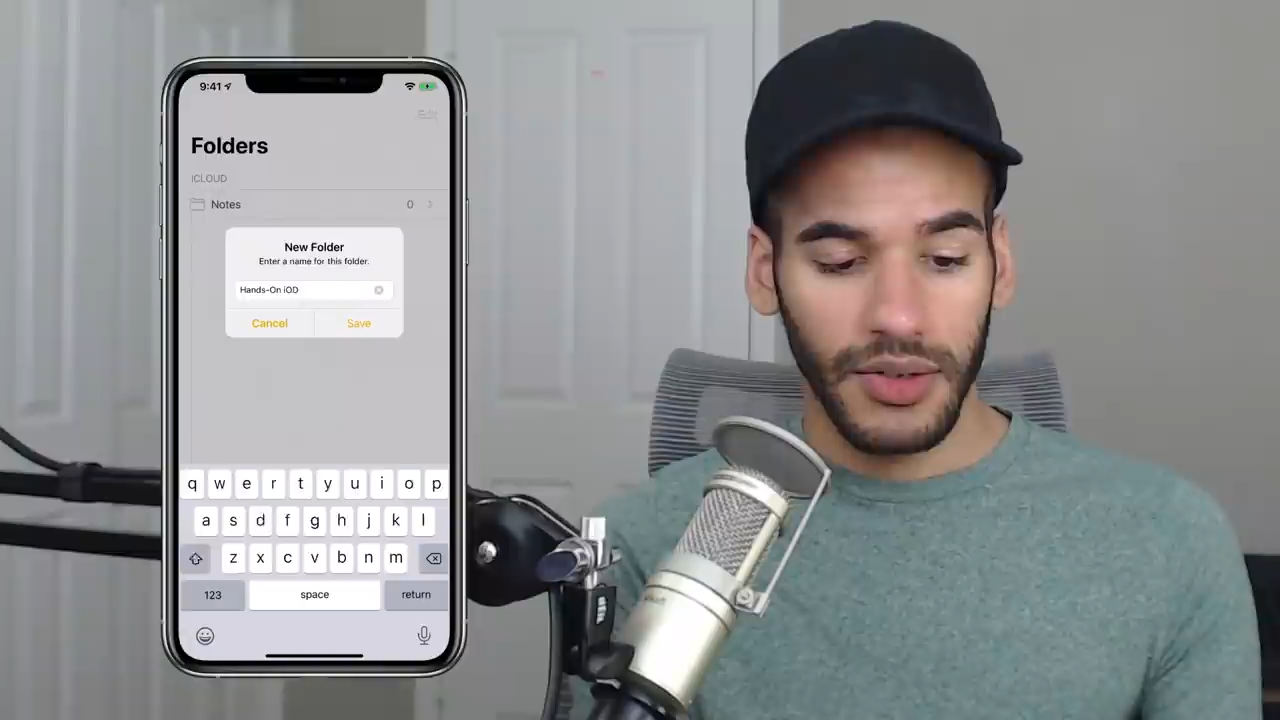 9:41
Edit
Folders
ICLOUD
Notes 0
New Folder
Enter a name for this folder.
Hands-On iOD
Cancel Save
q w e r t y u i o p
a s d f g h j k l
z x c v b n m
123 space return